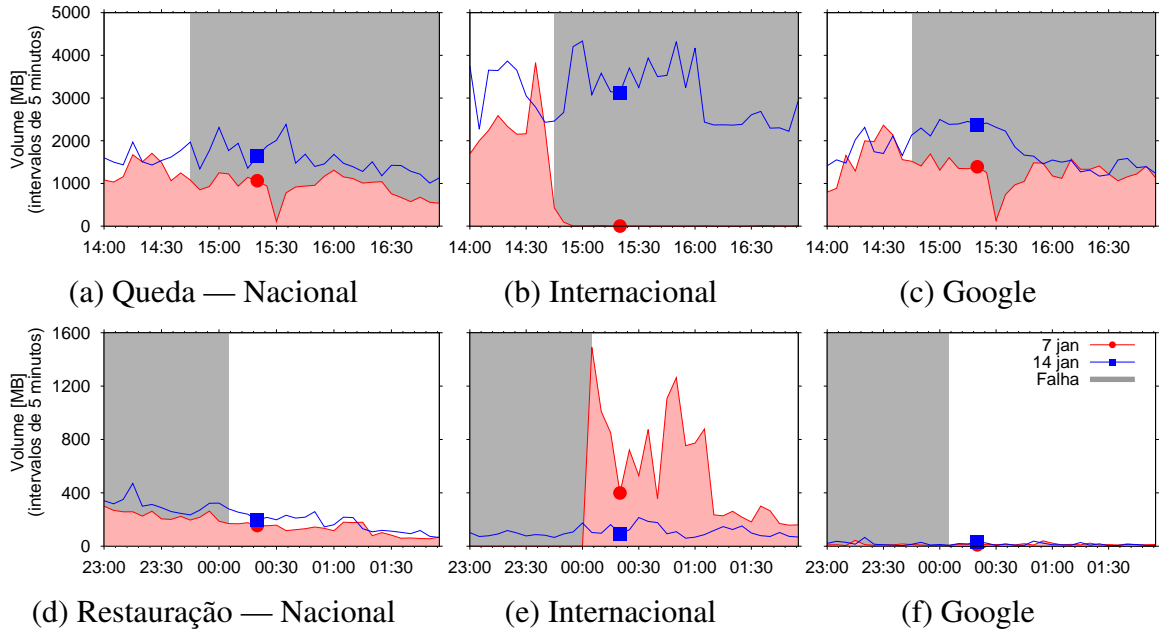 Volume [MB]
(intervalos de 5 minutos)
5000
4000
3000
2000
1000
0
14:00 14:30 15:00 15:30 16:00 16:30
14:00 14:30 15:00 15:30 16:00 16:30
14:00 14:30 15:00 15:30 16:00 16:30
(a) Queda — Nacional
(b) Internacional
(c) Google
Volume [MB]
(intervalos de 5 minutos)
1600
1200
800
400
0
7 jan
14 jan
Falha
23:00 23:30 00:00 00:30 01:00 01:30
23:00 23:30 00:00 00:30 01:00 01:30
23:00 23:30 00:00 00:30 01:00 01:30
(d) Restauração — Nacional
(e) Internacional
(f) Google